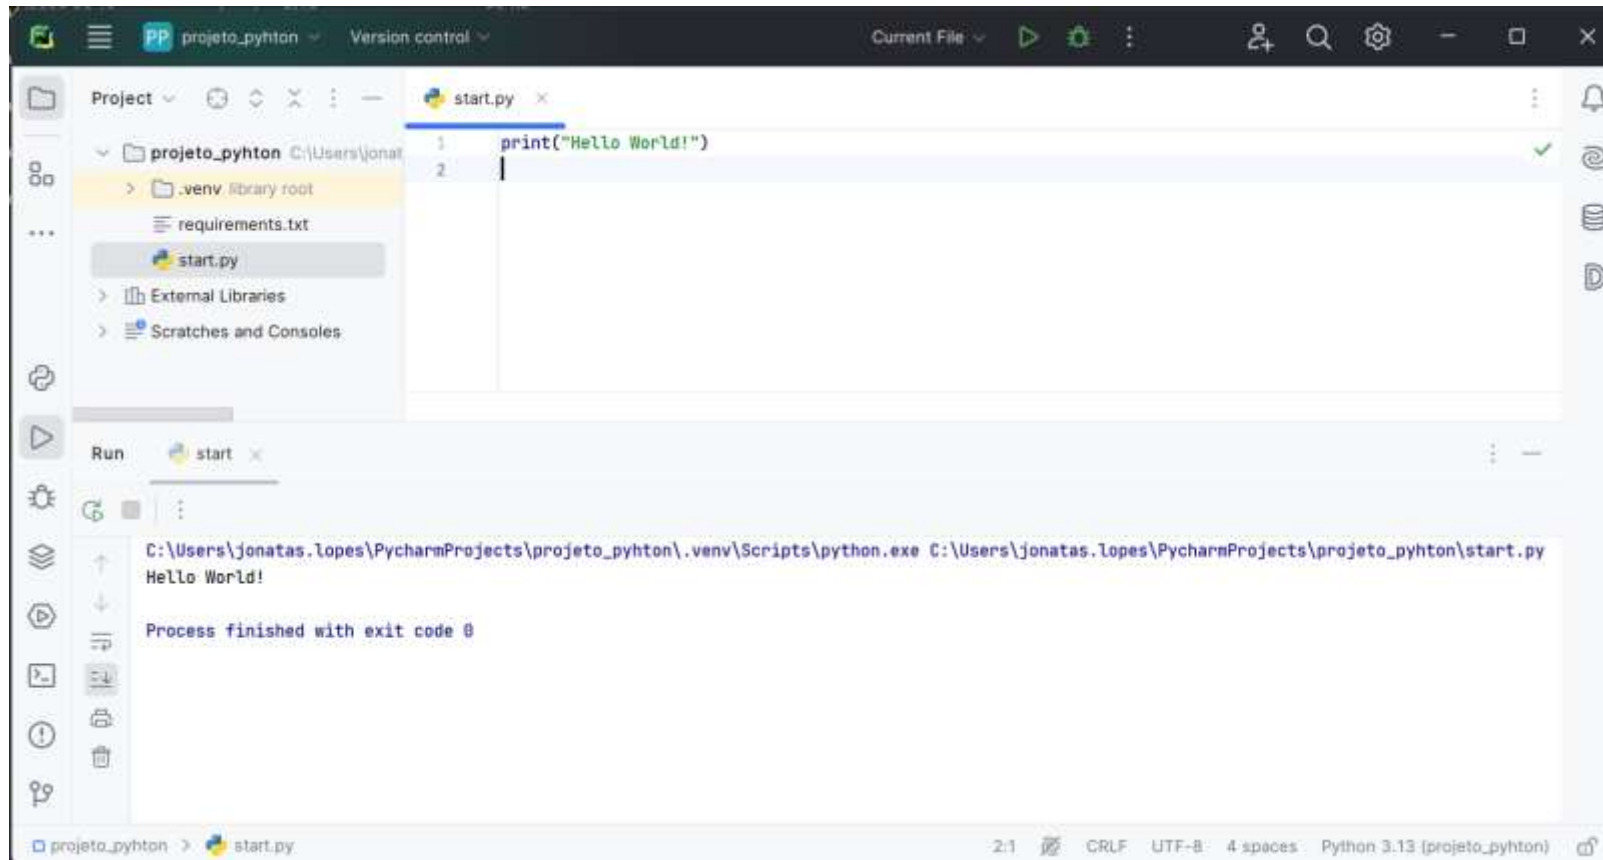 PP projeto_pyhton Version control Current File
Project
start.py
projeto_pyhton C:\Users\jonat
.venv library root
requirements.txt
start.py
External Libraries
Scratches and Consoles
1 print("Hello World!")
2
Run start
C:\Users\jonatas.lopes\PycharmProjects\projeto_pyhton\.venv\Scripts\python.exe C:\Users\jonatas.lopes\PycharmProjects\projeto_pyhton\start.py
Hello World!
Process finished with exit code 0
projeto_pyhton > start.py 2:1 CRLF UTF-8 4 spaces Python 3.13 (projeto_pyhton)